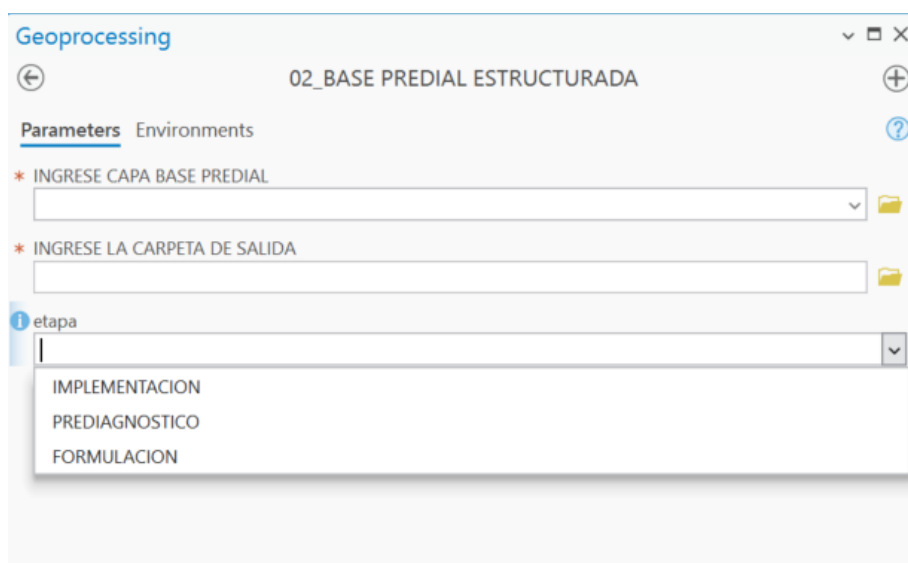 Geoprocessing
02_BASE PREDIAL ESTRUCTURADA
Parameters Environments
* INGRESE CAPA BASE PREDIAL
* INGRESE LA CARPETA DE SALIDA
etapa
IMPLEMENTACION
PREDIAGNOSTICO
FORMULACION